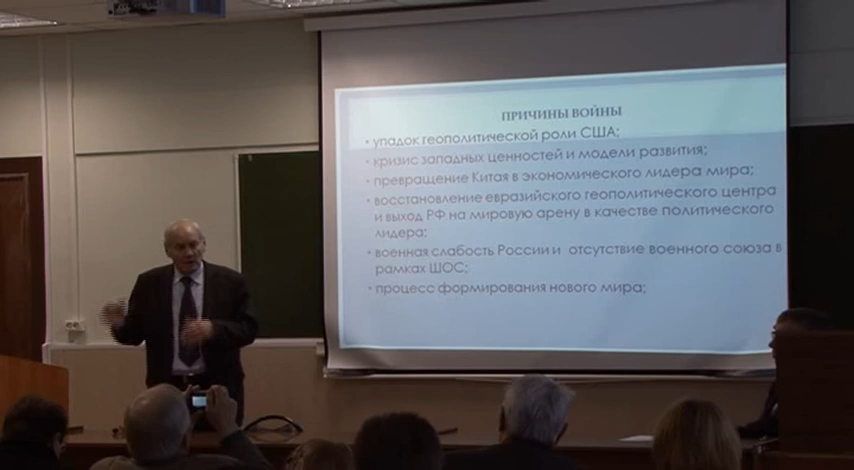 ПРИЧИНЫ ВОЙНЫ
• упадок геополитической роли США;
• кризис западных ценностей и модели развития;
• превращение Китая в экономического лидера мира;
• восстановление евразийского геополитического центра
и выход РФ на мировую арену в качестве политического
лидера;
• военная слабость России и отсутствие военного союза в
рамках ШОС;
• процесс формирования нового мира;